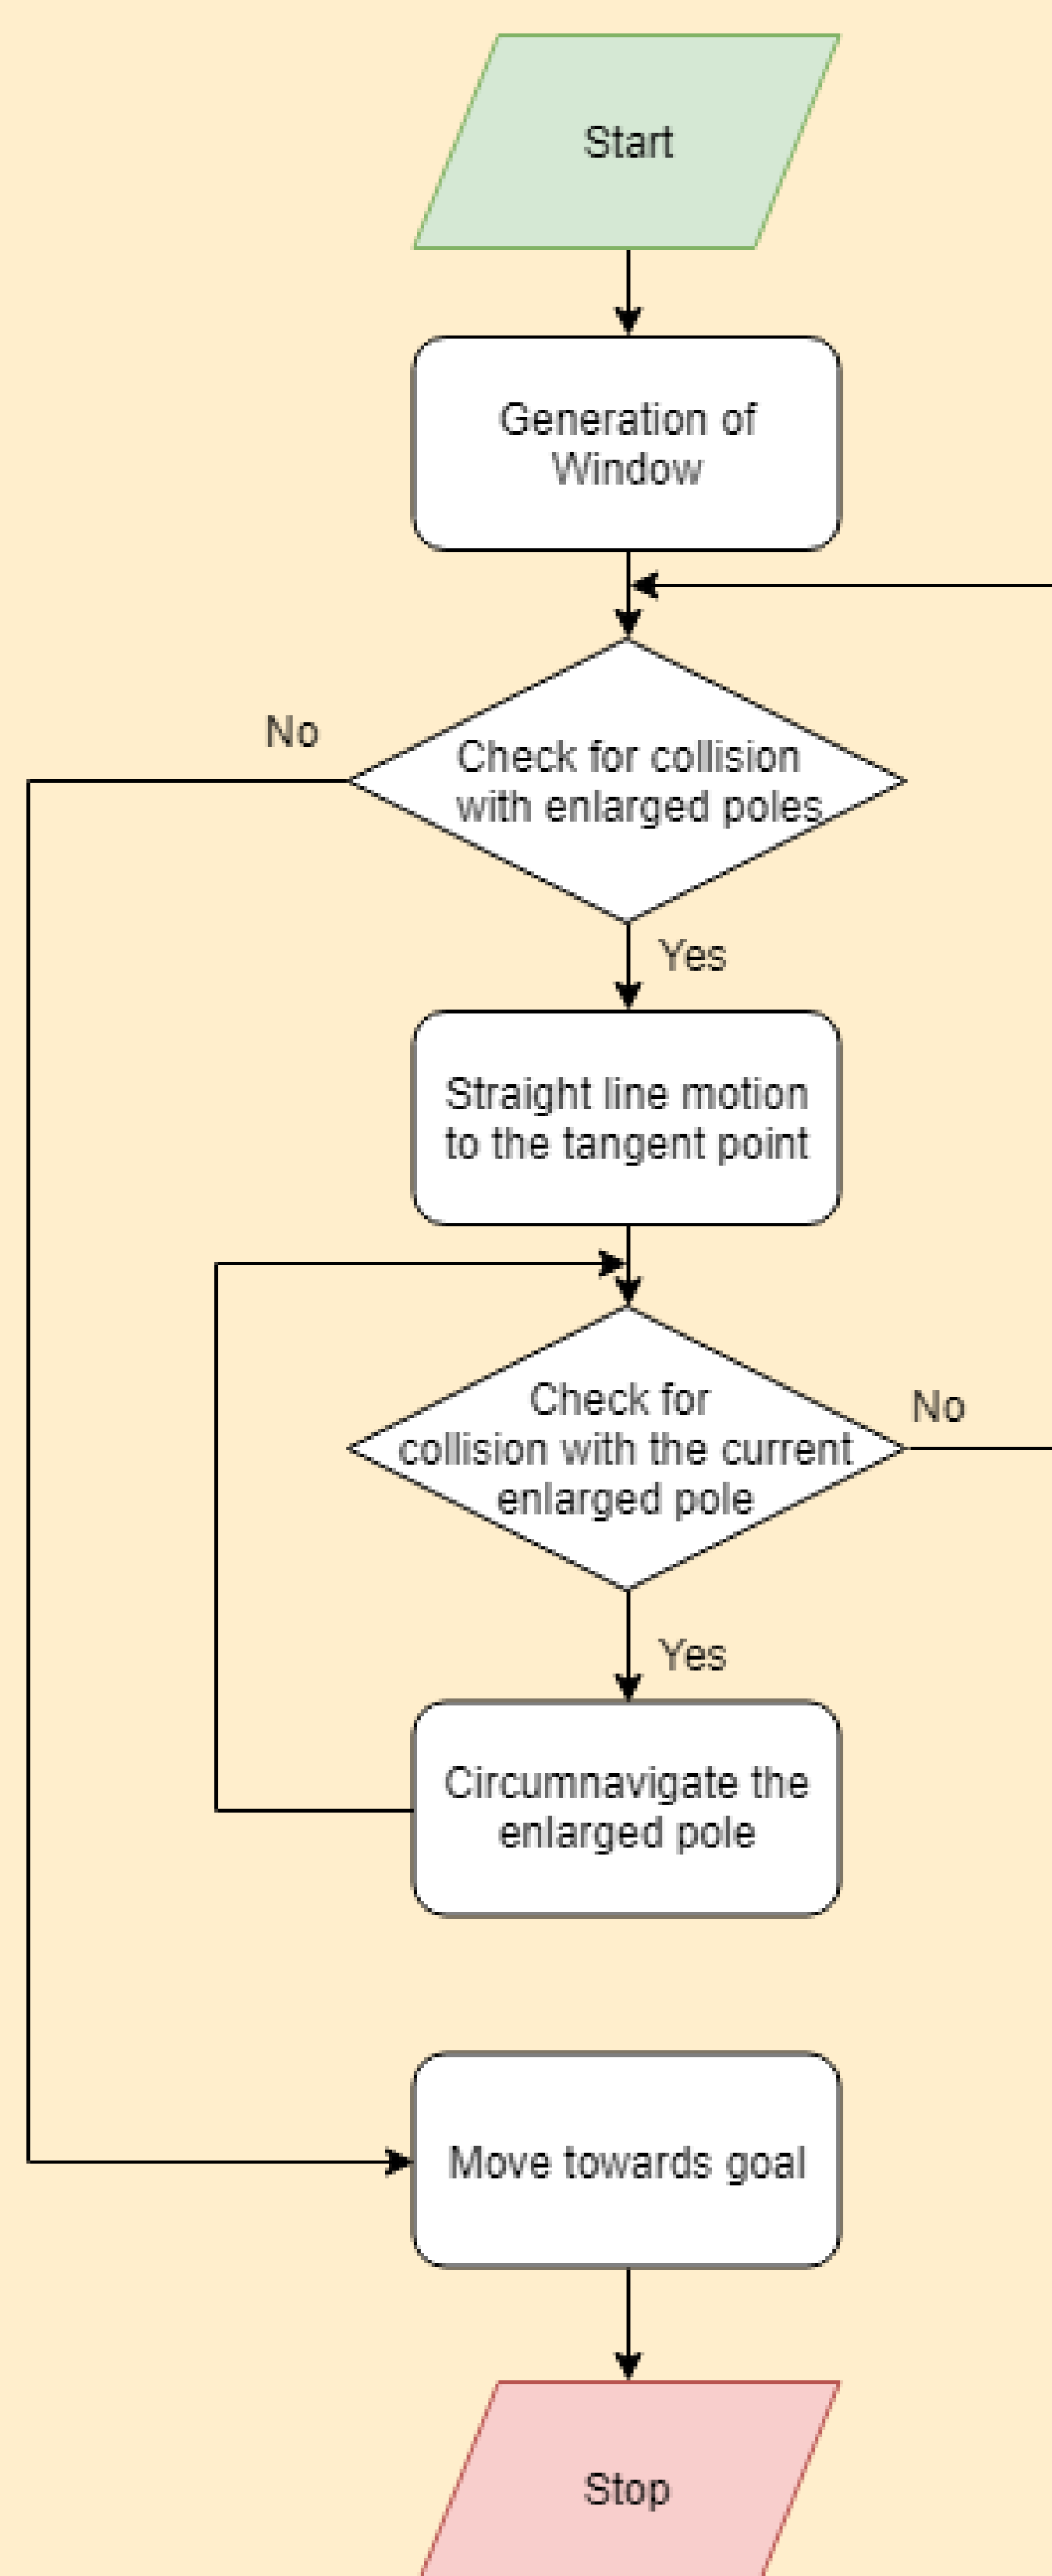 Start
Generation of
Window
No
Check for collision
with enlarged poles
Yes
Straight line motion
to the tangent point
Check for
collision with the current
enlarged pole
No
Yes
Circumnavigate the
enlarged pole
Move towards goal
Stop